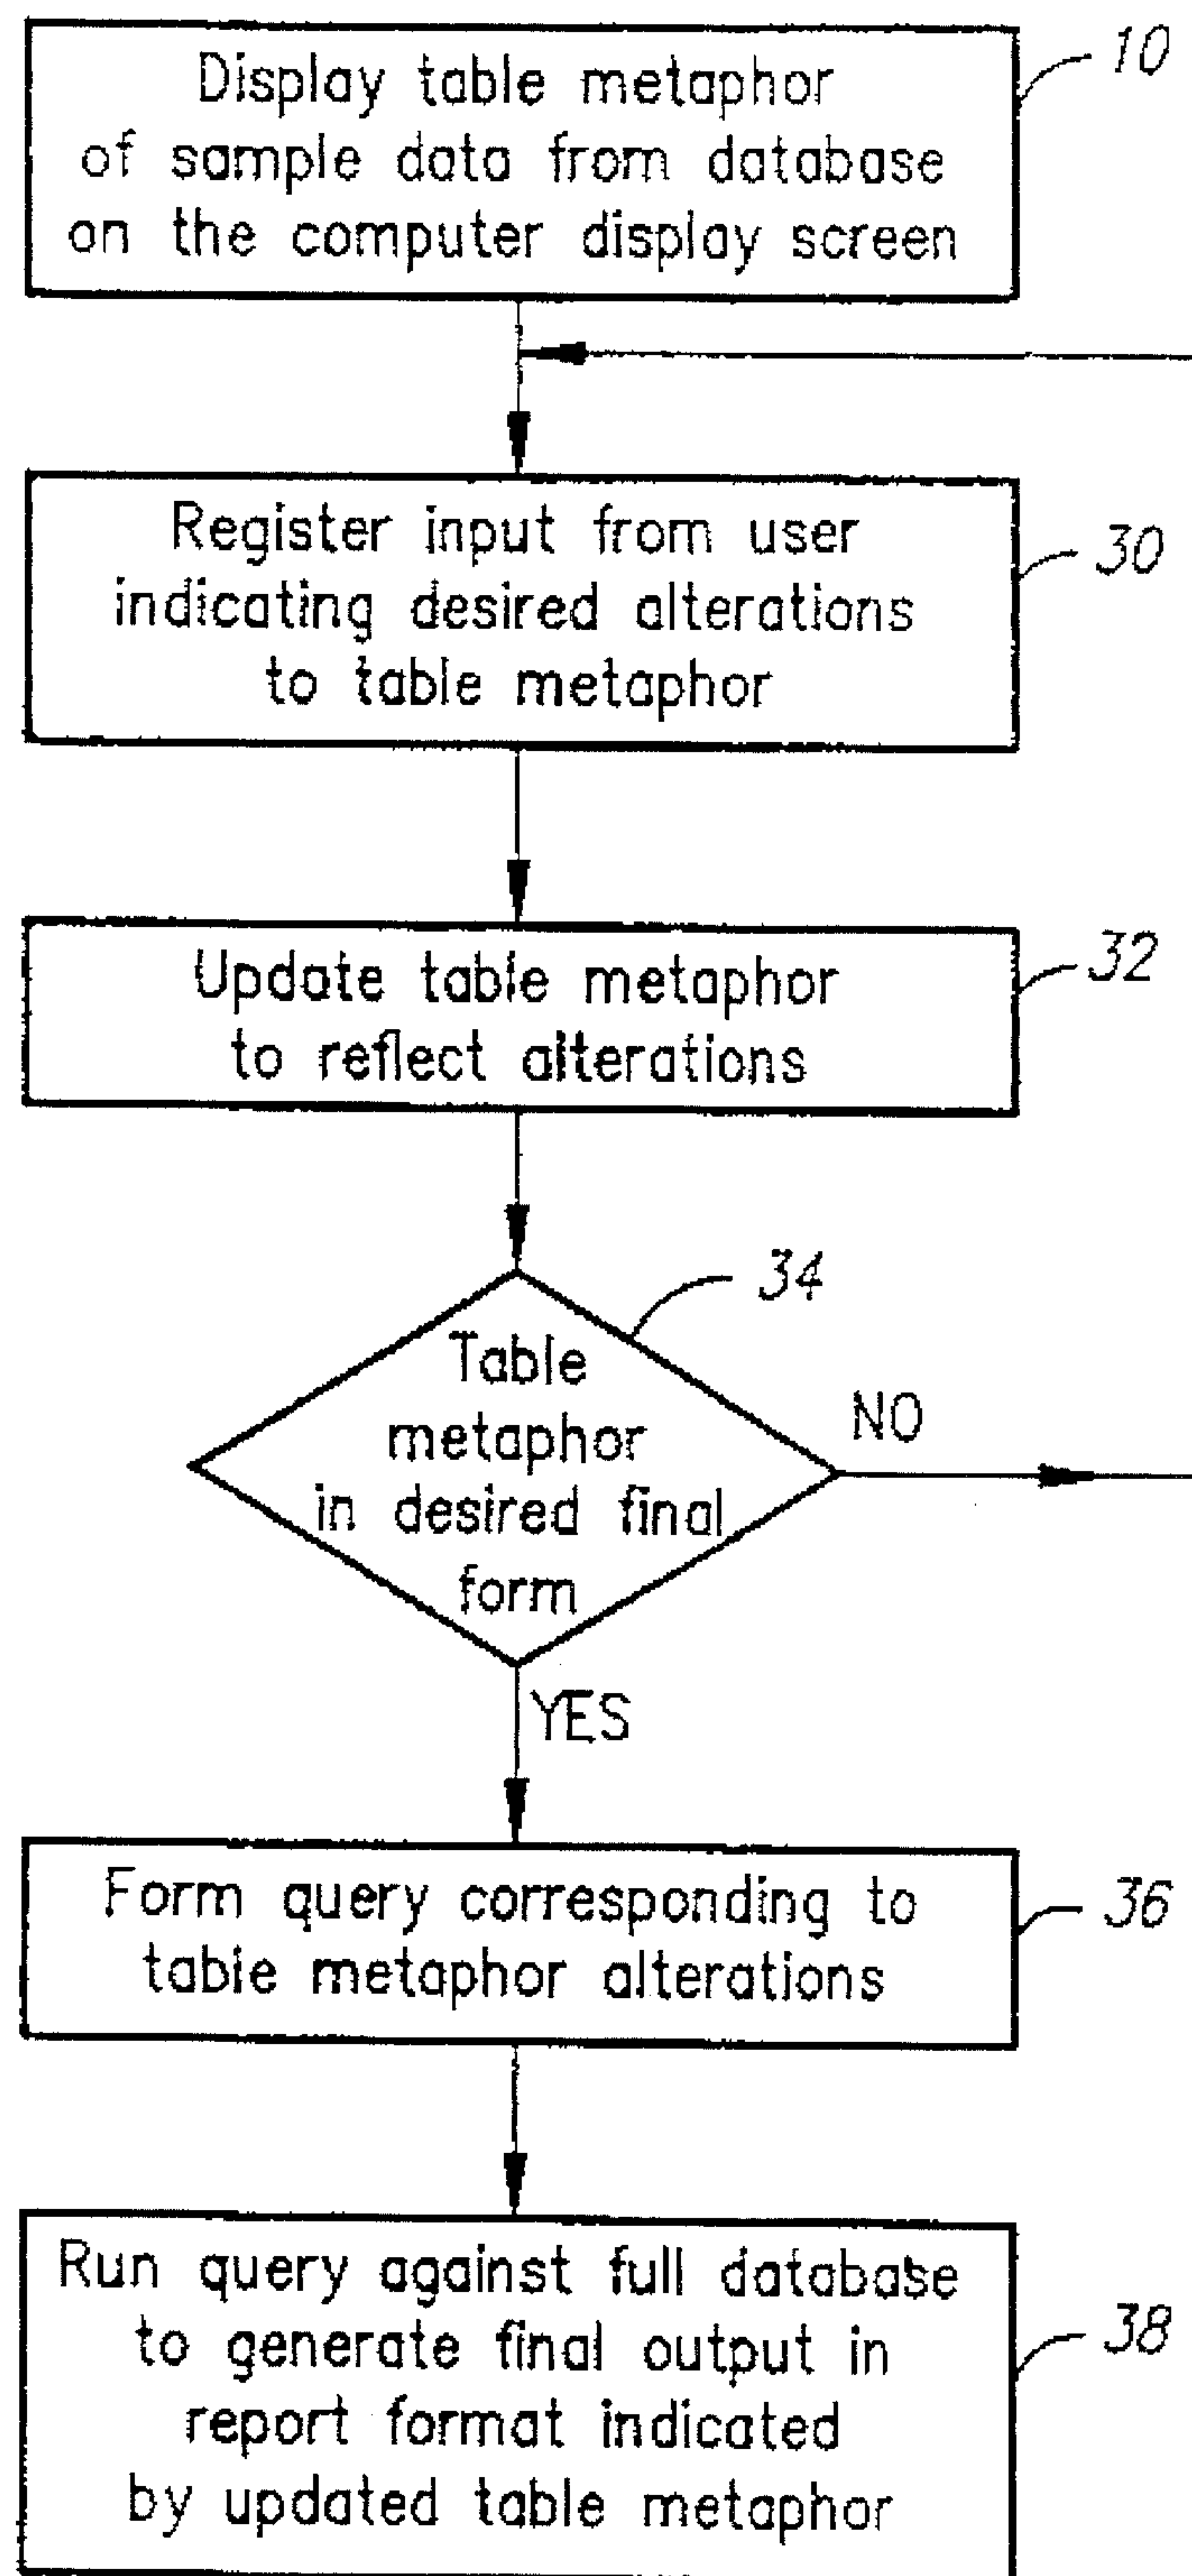 Display table metaphor
of sample data from database
on the computer display screen
10
Register input from user
indicating desired alterations
to table metaphor
30
Update table metaphor
to reflect alterations
32
34
Table
metaphor
in desired final
form
NO
YES
Form query corresponding to
table metaphor alterations
36
Run query against full database
to generate final output in
report format indicated
by updated table metaphor
38